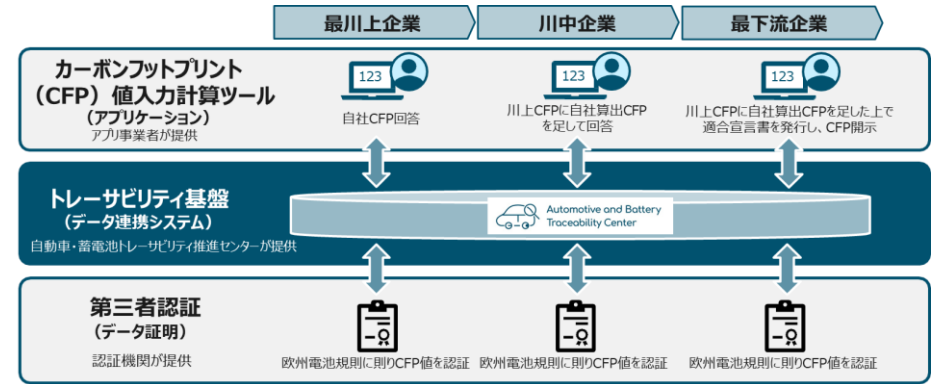 最川上企業
川中企業
最下流企業
カーボンフットプリント
（CFP）値入力計算ツール
（アプリケーション）
アプリ事業者が提供
123
自社CFP回答
123
川上CFPに自社算出CFP
を足して回答
123
川上CFPに自社算出CFPを足した上で
適合宣言書を発行し、CFP開示
トレーサビリティ基盤
（データ連携システム）
自動車・蓄電池トレーサビリティ推進センターが提供
Automotive and Battery
Traceability Center
第三者認証
（データ証明）
認証機関が提供
欧州電池規則に則りCFP値を認証
欧州電池規則に則りCFP値を認証
欧州電池規則に則りCFP値を認証